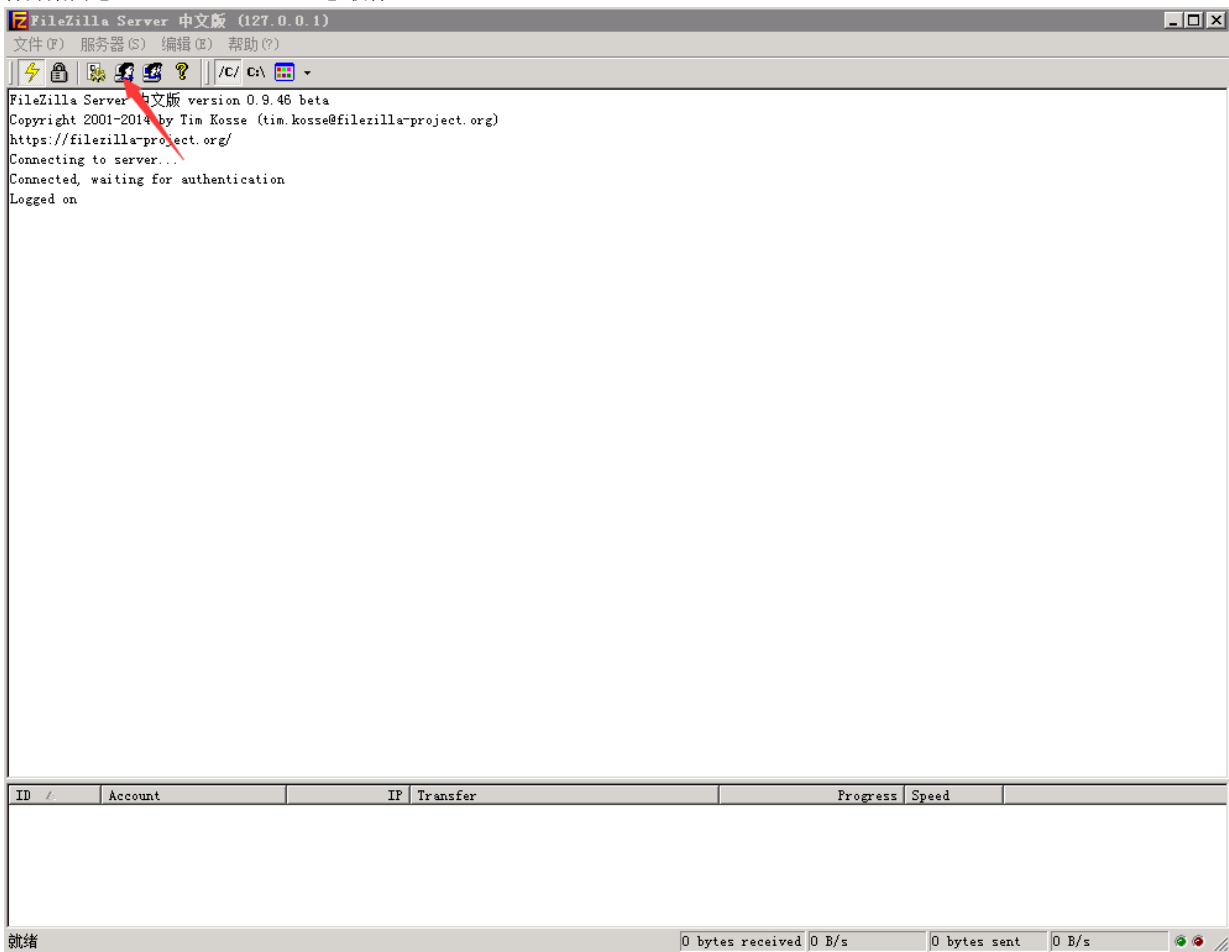 FileZilla Server 中文版 (127.0.0.1)
文件(F) 服务器(S) 编辑(E) 帮助(?)
/C/ C:\
FileZilla Server 中文版 version 0.9.46 beta
Copyright 2001-2014 by Tim Kosse (tim.kosse@filezilla-project.org)
https://filezilla-project.org/
Connecting to server...
Connected, waiting for authentication
Logged on
ID Account IP Transfer Progress Speed
就绪 0 bytes received 0 B/s 0 bytes sent 0 B/s